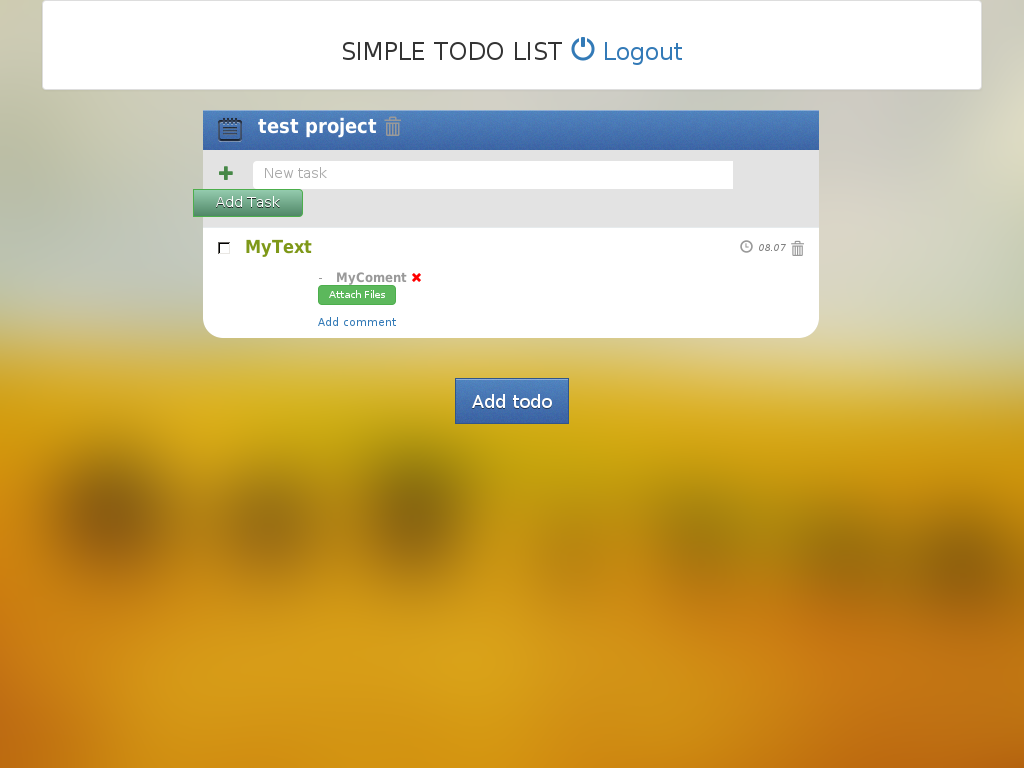 SIMPLE TODO LIST Logout
test project
New task
Add Task
MyText 08.07
- MyComent
Attach Files
Add comment
Add todo